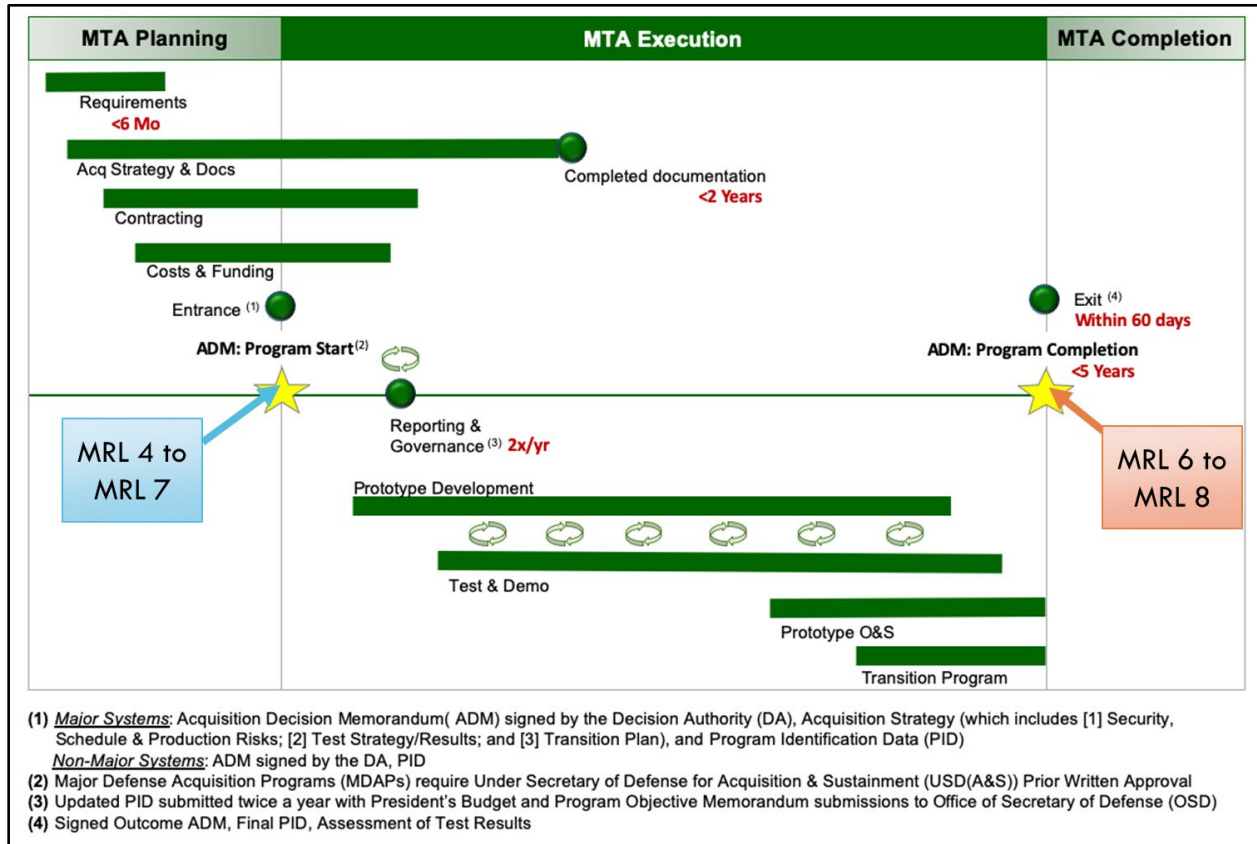 MTA Planning
MTA Execution
MTA Completion
Requirements
<6 Mo
Acq Strategy & Docs
Completed documentation
<2 Years
Contracting
Costs & Funding
Entrance (1)
Exit (4)
Within 60 days
ADM: Program Start(2)
ADM: Program Completion
<5 Years
MRL 4 to
MRL 7
Reporting &
Governance (3) 2x/yr
MRL 6 to
MRL 8
Prototype Development
Test & Demo
Prototype O&S
Transition Program
(1) Major Systems: Acquisition Decision Memorandum( ADM) signed by the Decision Authority (DA), Acquisition Strategy (which includes [1] Security,
Schedule & Production Risks; [2] Test Strategy/Results; and [3] Transition Plan), and Program Identification Data (PID)
Non-Major Systems: ADM signed by the DA, PID
(2) Major Defense Acquisition Programs (MDAPs) require Under Secretary of Defense for Acquisition & Sustainment (USD(A&S)) Prior Written Approval
(3) Updated PID submitted twice a year with President's Budget and Program Objective Memorandum submissions to Office of Secretary of Defense (OSD)
(4) Signed Outcome ADM, Final PID, Assessment of Test Results